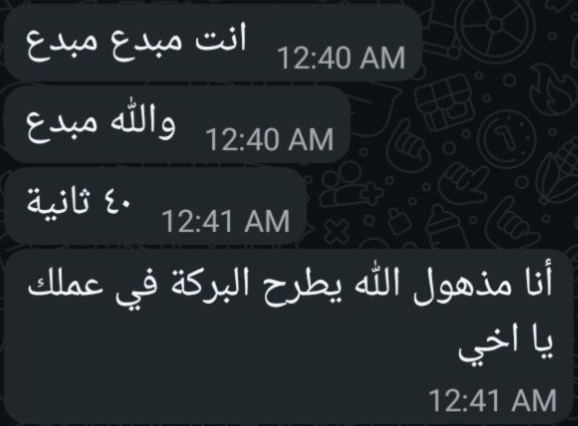 انت مبدع مبدع
12:40 AM
والله مبدع
12:40 AM
٤٠ ثانية
12:41 AM
أنا مذهول الله يطرح البركة في عملك
يا اخي
12:41 AM